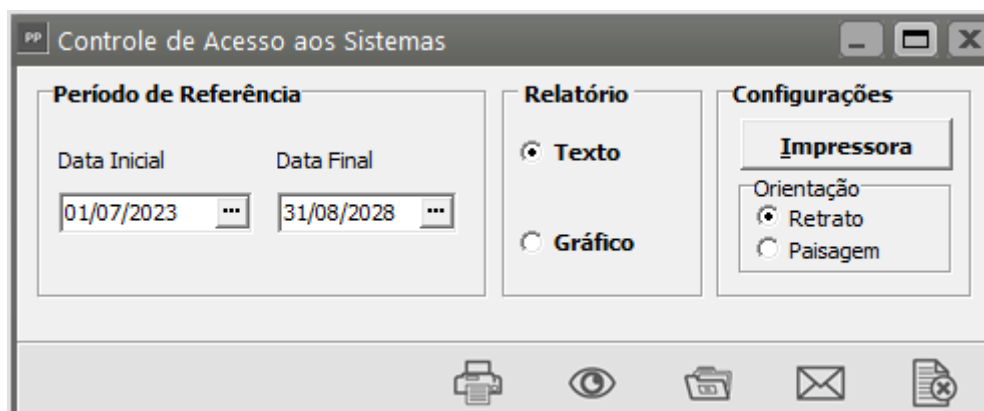 PP Controle de Acesso aos Sistemas
Período de Referência
Data Inicial
Data Final
01/07/2023 ...
31/08/2028 ...
Relatório
Texto
Gráfico
Configurações
Impressora
Orientação
Retrato
Paisagem